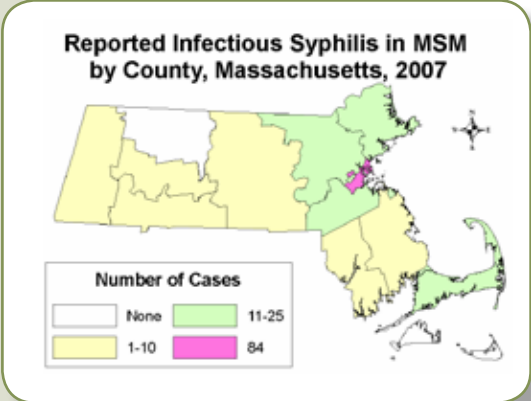 Reported Infectious Syphilis in MSM
by County, Massachusetts, 2007
Number of Cases
None 11-25
1-10 84